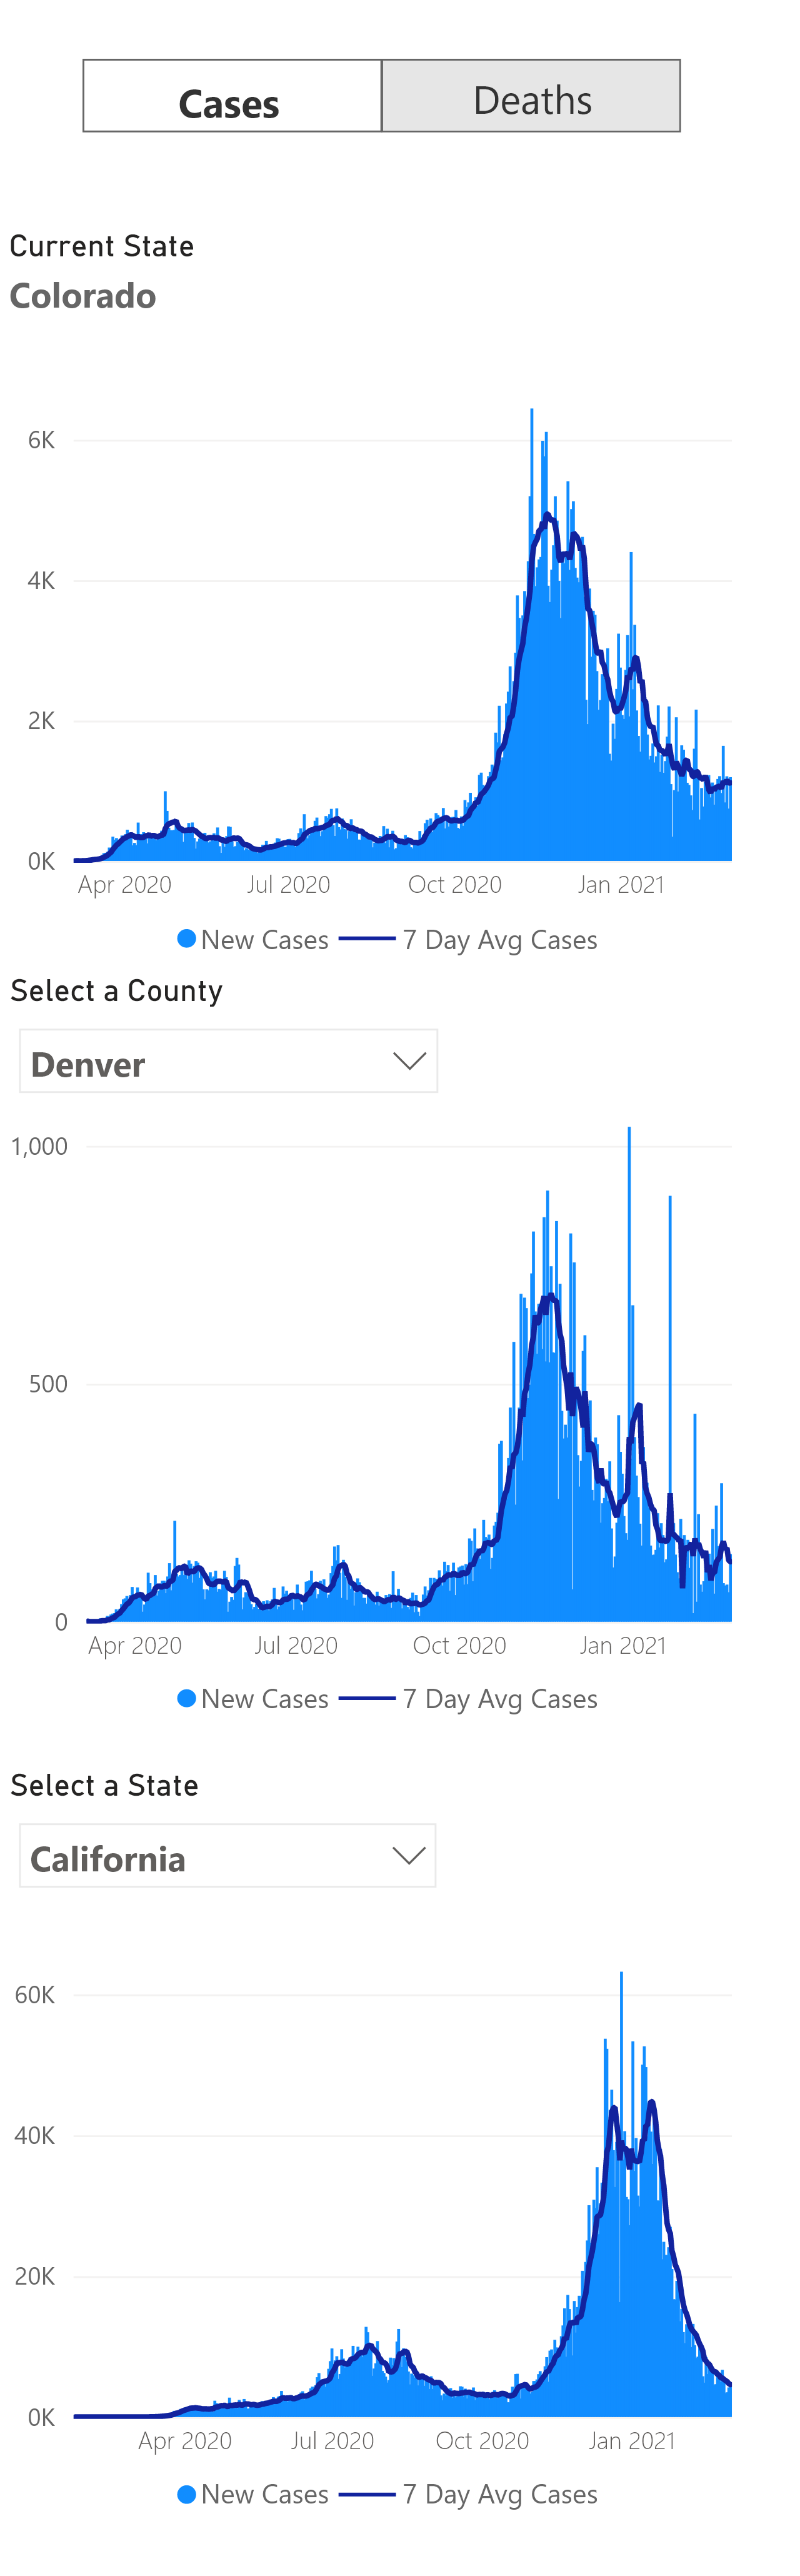 Cases Deaths
Current State
Colorado
6K
4K
2K
0K
Apr 2020 Jul 2020 Oct 2020 Jan 2021
New Cases 7 Day Avg Cases
Select a County
Denver
1,000
500
0
Apr 2020 Jul 2020 Oct 2020 Jan 2021
New Cases 7 Day Avg Cases
Select a State
California
60K
40K
20K
0K
Apr 2020 Jul 2020 Oct 2020 Jan 2021
New Cases 7 Day Avg Cases